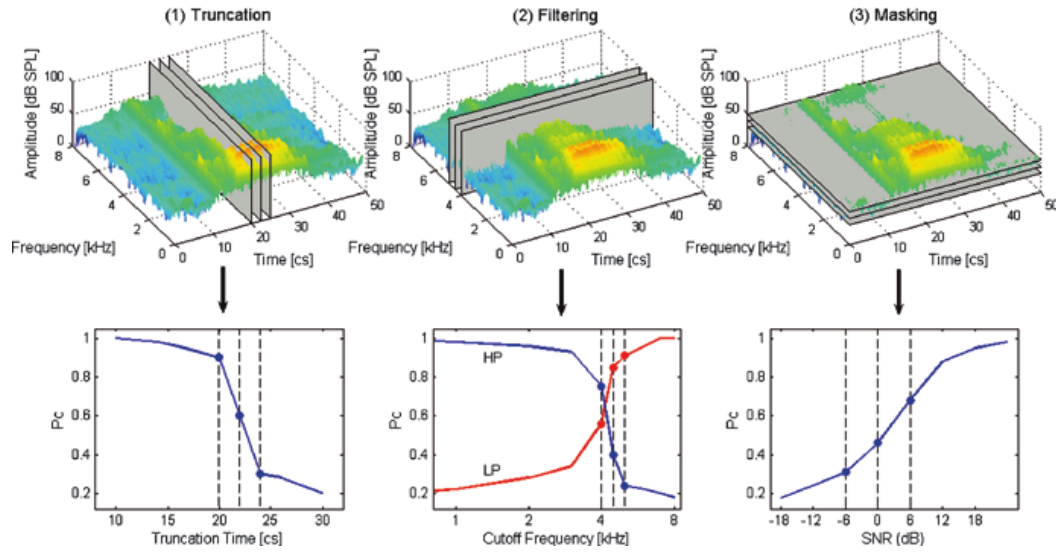 (1) Truncation
(2) Filtering
(3) Masking
Amplitude [dB SPL]
100
50
0
8
6
4
2
0
Frequency [kHz]
0
10
20
30
40
50
Time [cs]
Amplitude [dB SPL]
100
50
0
8
6
4
2
0
Frequency [kHz]
0
10
20
30
40
50
Time [cs]
Amplitude [dB SPL]
100
50
0
8
6
4
2
0
Frequency [kHz]
0
10
20
30
40
50
Time [cs]
Pc
1
0.8
0.6
0.4
0.2
10 15 20 25 30
Truncation Time [cs]
Pc
1
0.8
0.6
0.4
0.2
HP
LP
1 2 4 8
Cutoff Frequency [kHz]
Pc
1
0.8
0.6
0.4
0.2
-18 -12 -6 0 6 12 18
SNR (dB)